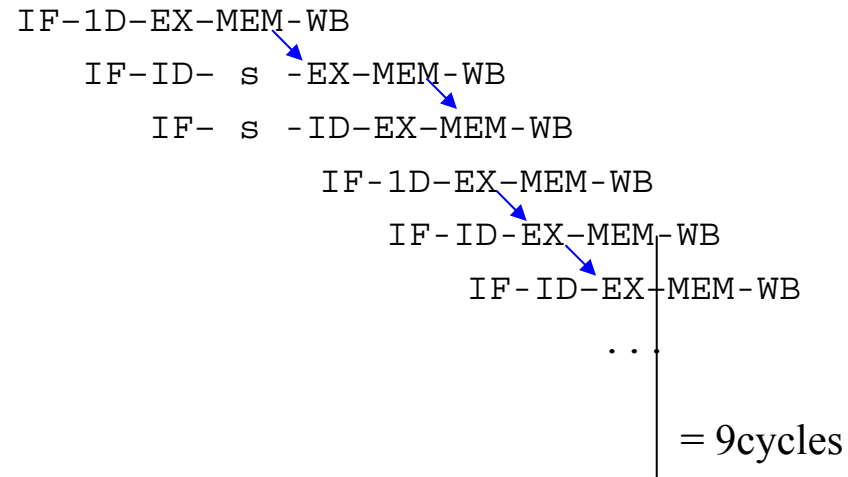 IF–1D–EX–MEM-WB
IF–ID– s -EX–MEM-WB
IF– s -ID–EX–MEM-WB
IF-1D–EX–MEM-WB
IF-ID-EX–MEM-WB
IF-ID–EX–MEM-WB
...
= 9cycles